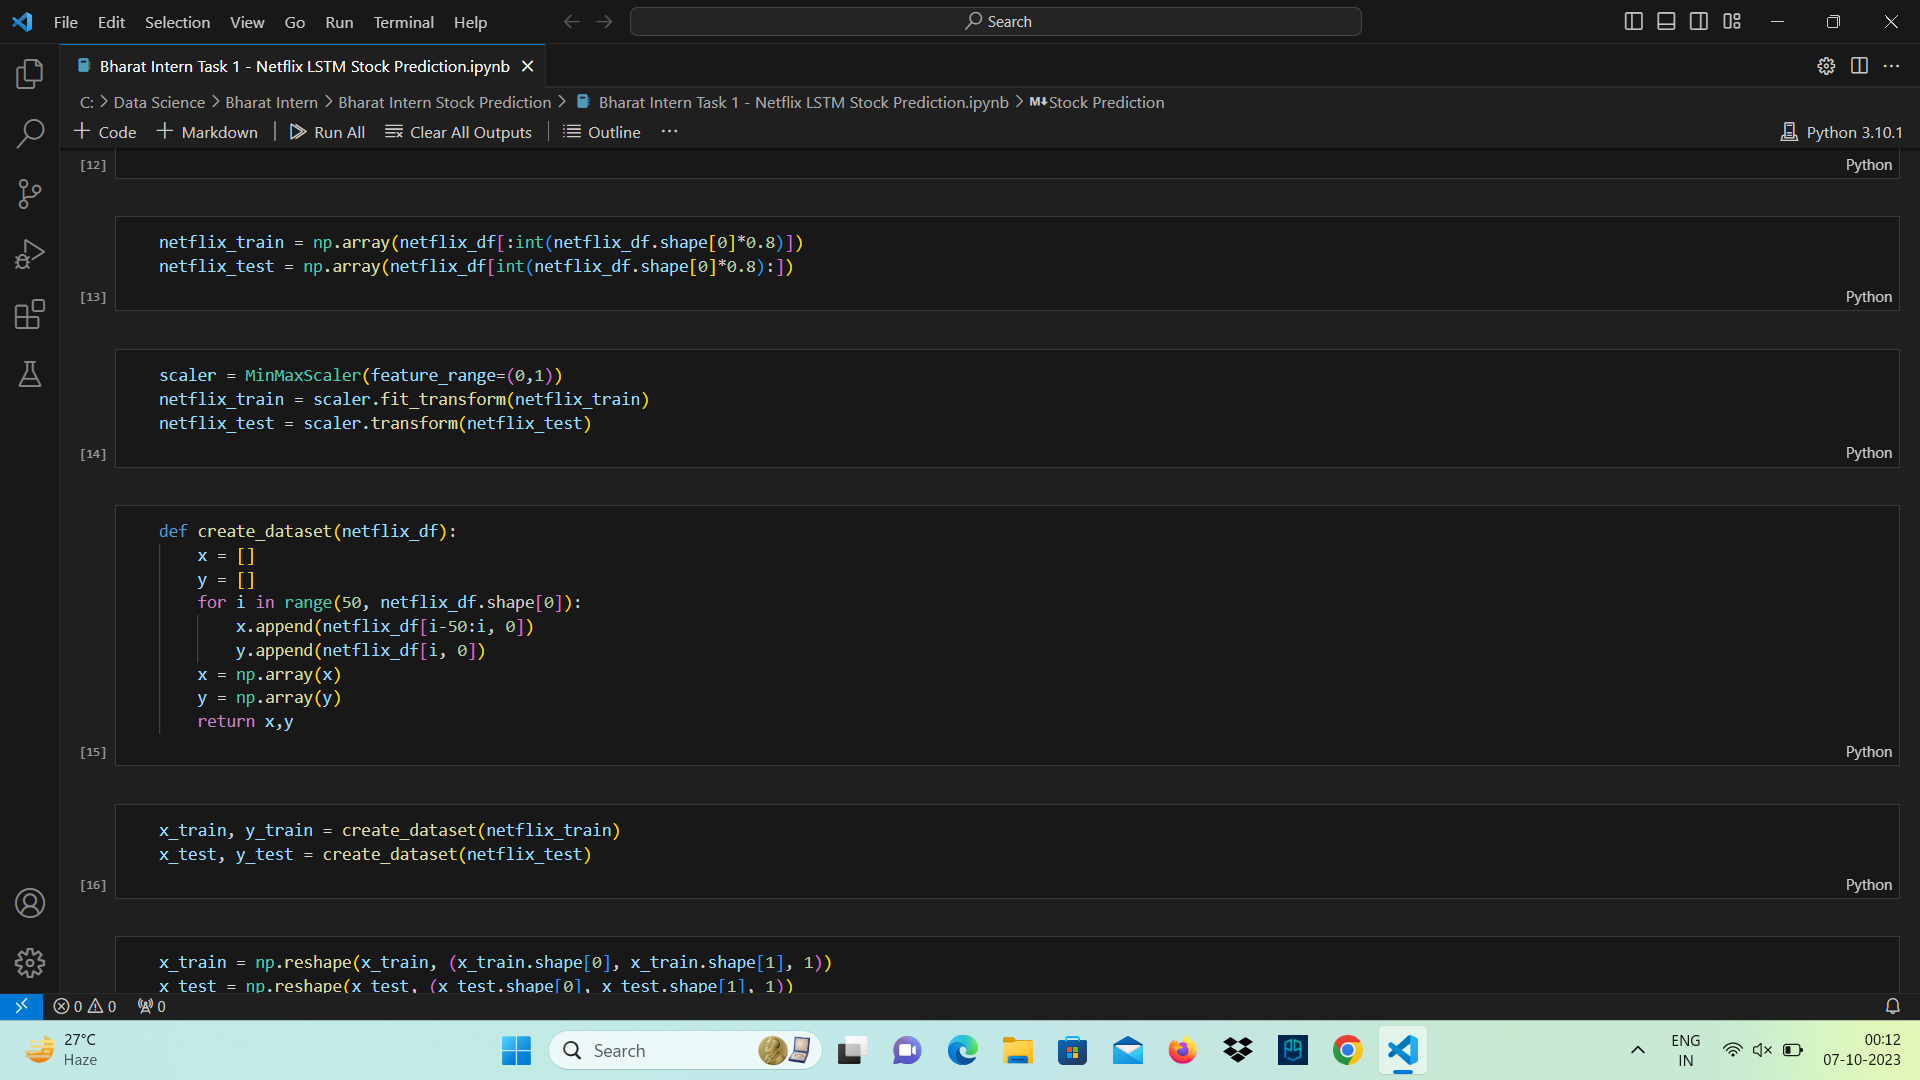 File Edit Selection View Go Run Terminal Help Search
Bharat Intern Task 1 - Netflix LSTM Stock Prediction.ipynb
C: > Data Science > Bharat Intern > Bharat Intern Stock Prediction > Bharat Intern Task 1 - Netflix LSTM Stock Prediction.ipynb > M↓Stock Prediction
+ Code + Markdown | Run All Clear All Outputs | Outline ··· Python 3.10.1
[12] Python
netflix_train = np.array(netflix_df[:int(netflix_df.shape[0]*0.8)])
netflix_test = np.array(netflix_df[int(netflix_df.shape[0]*0.8):])
[13] Python
scaler = MinMaxScaler(feature_range=(0,1))
netflix_train = scaler.fit_transform(netflix_train)
netflix_test = scaler.transform(netflix_test)
[14] Python
def create_dataset(netflix_df):
    x = []
    y = []
    for i in range(50, netflix_df.shape[0]):
        x.append(netflix_df[i-50:i, 0])
        y.append(netflix_df[i, 0])
    x = np.array(x)
    y = np.array(y)
    return x,y
[15] Python
x_train, y_train = create_dataset(netflix_train)
x_test, y_test = create_dataset(netflix_test)
[16] Python
x_train = np.reshape(x_train, (x_train.shape[0], x_train.shape[1], 1))
x_test = np.reshape(x_test, (x_test.shape[0], x_test.shape[1], 1))
0 0 0
27°C
Haze
Search
ENG
IN
00:12
07-10-2023